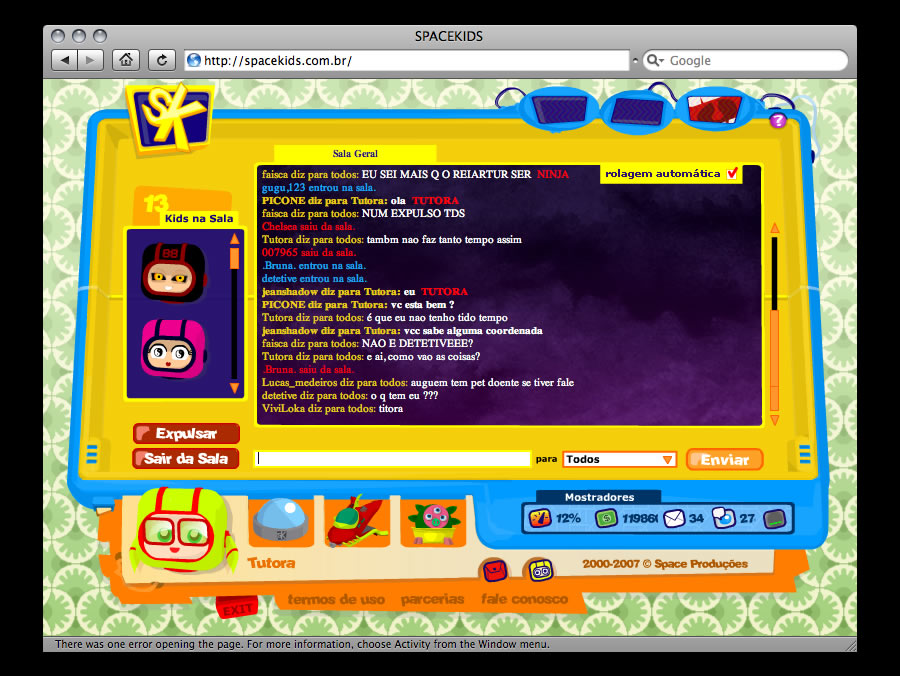 SPACEKIDS
http://spacekids.com.br/
Google
SK
?
Sala Geral
rolagem automática
faisca diz para todos: EU SEI MAIS Q O REIARTUR SER NINJA
gugu,123 entrou na sala.
PICONE diz para Tutora: ola TUTORA
faisca diz para todos: NUM EXPULSO TDS
Chelsea saiu da sala.
Tutora diz para todos: tambm nao faz tanto tempo assim
007965 saiu da sala.
.Bruna. entrou na sala.
detetive entrou na sala.
jeanshadow diz para Tutora: eu TUTORA
PICONE diz para Tutora: vc esta bem ?
Tutora diz para todos: é que eu nao tenho tido tempo
jeanshadow diz para Tutora: vcc sabe alguma coordenada
faisca diz para todos: NAO E DETETIVEEE?
Tutora diz para todos: e ai,como vao as coisas?
.Bruna. saiu da sala.
Lucas_medeiros diz para todos: auguem tem pet doente se tiver fale
detetive diz para todos: o q tem eu ???
ViviLoka diz para todos: titora
13
Kids na Sala
88
Expulsar
Sair da Sala
para
Todos
Enviar
Mostradores
12%
34
27
SK
Tutora
2000-2007 © Space Produções
EXIT
termos de uso parcerias fale conosco
There was one error opening the page. For more information, choose Activity from the Window menu.